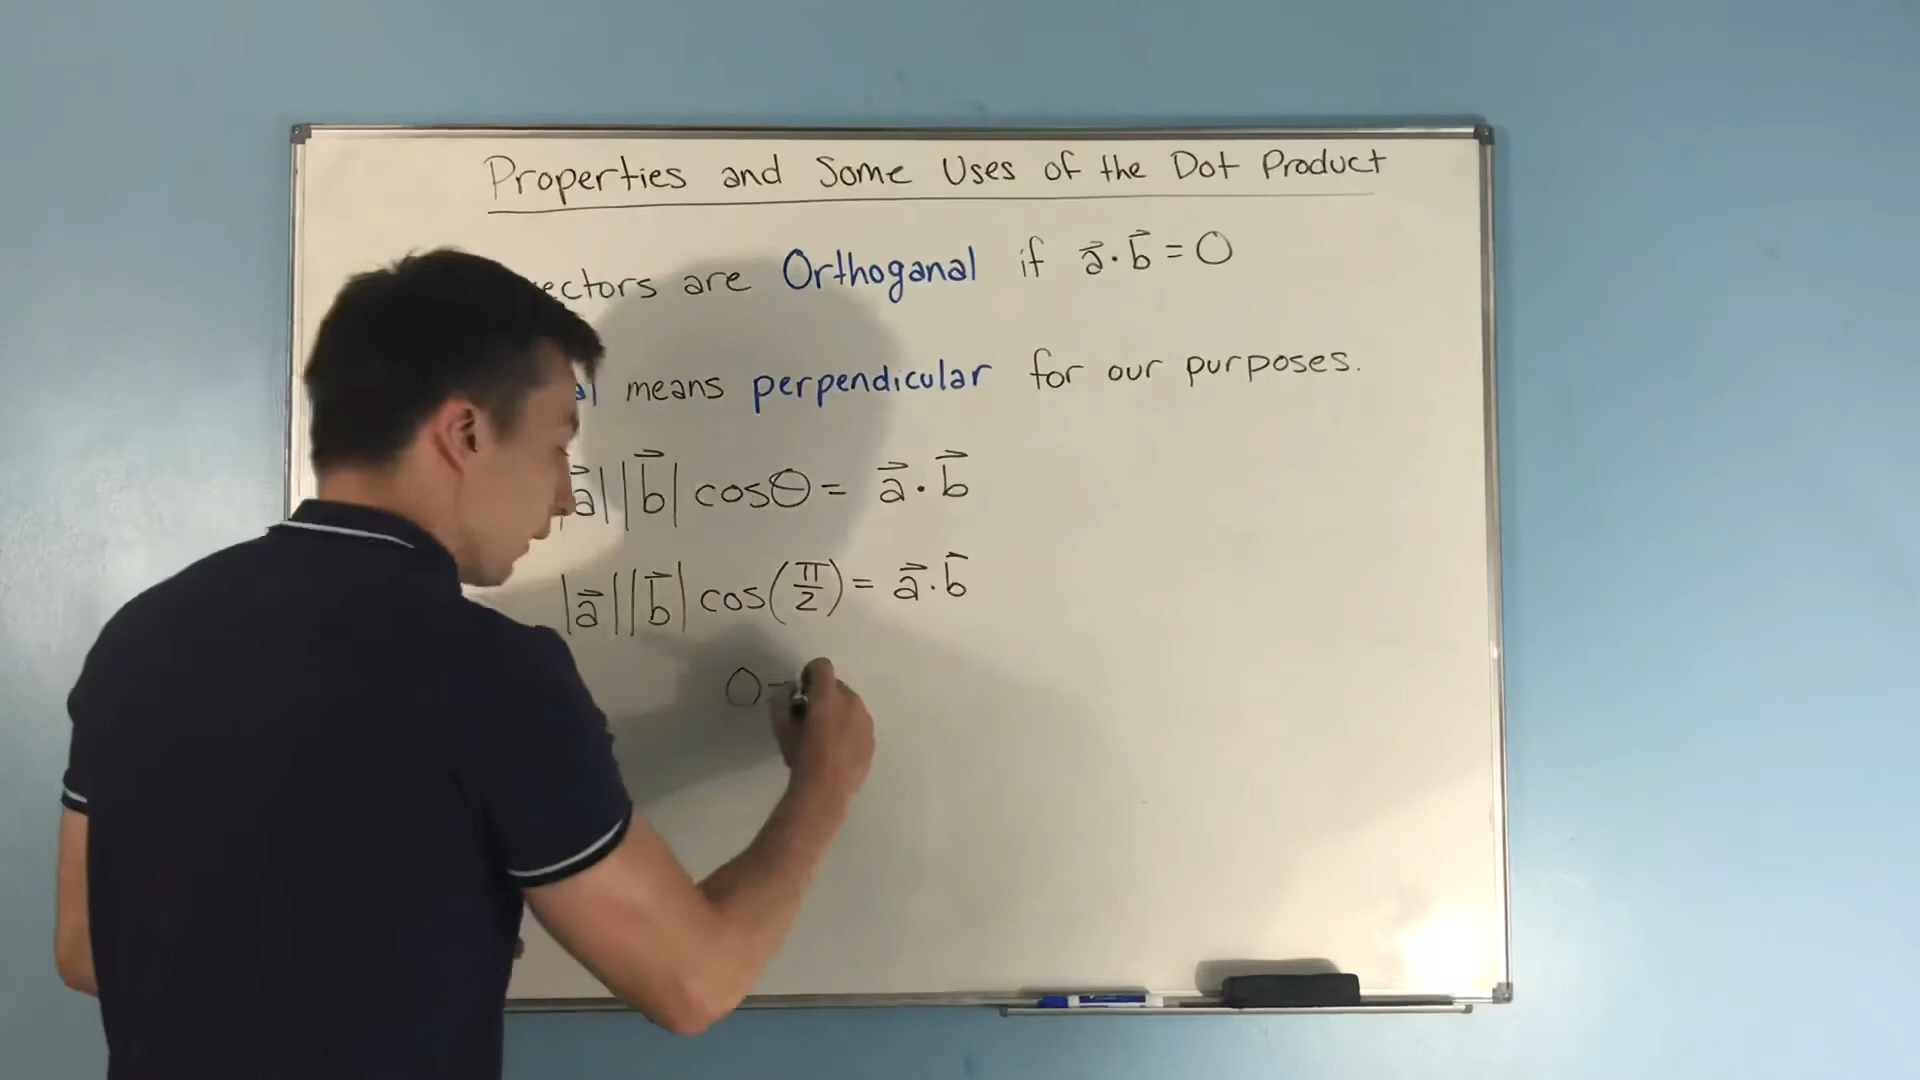 Properties and Some Uses of the Dot Product
ectors are Orthoganal if a⃗·b⃗=0
al means perpendicular for our purposes.
|a⃗||b⃗| cosθ = a⃗·b⃗
|a⃗||b⃗| cos(π/2) = a⃗·b⃗
0=